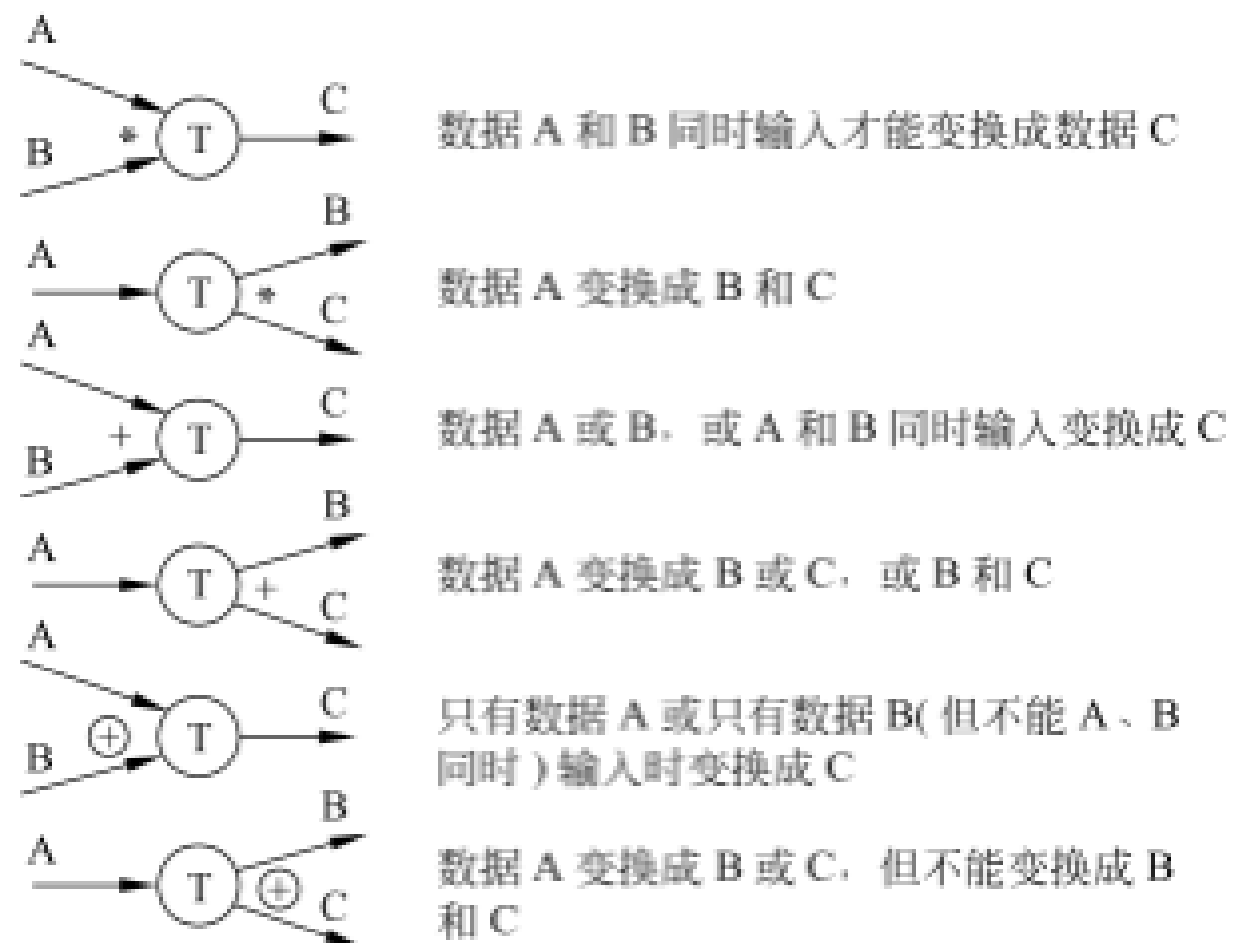 A
B
*
T
C
数据 A 和 B 同时输入才能变换成数据 C
A
T
*
B
C
数据 A 变换成 B 和 C
A
B
+
T
C
数据 A 或 B，或 A 和 B 同时输入变换成 C
A
T
+
B
C
数据 A 变换成 B 或 C，或 B 和 C
A
B
⊕
T
C
只有数据 A 或只有数据 B(但不能 A、B
同时)输入时变换成 C
A
T
⊕
B
C
数据 A 变换成 B 或 C，但不能变换成 B
和 C